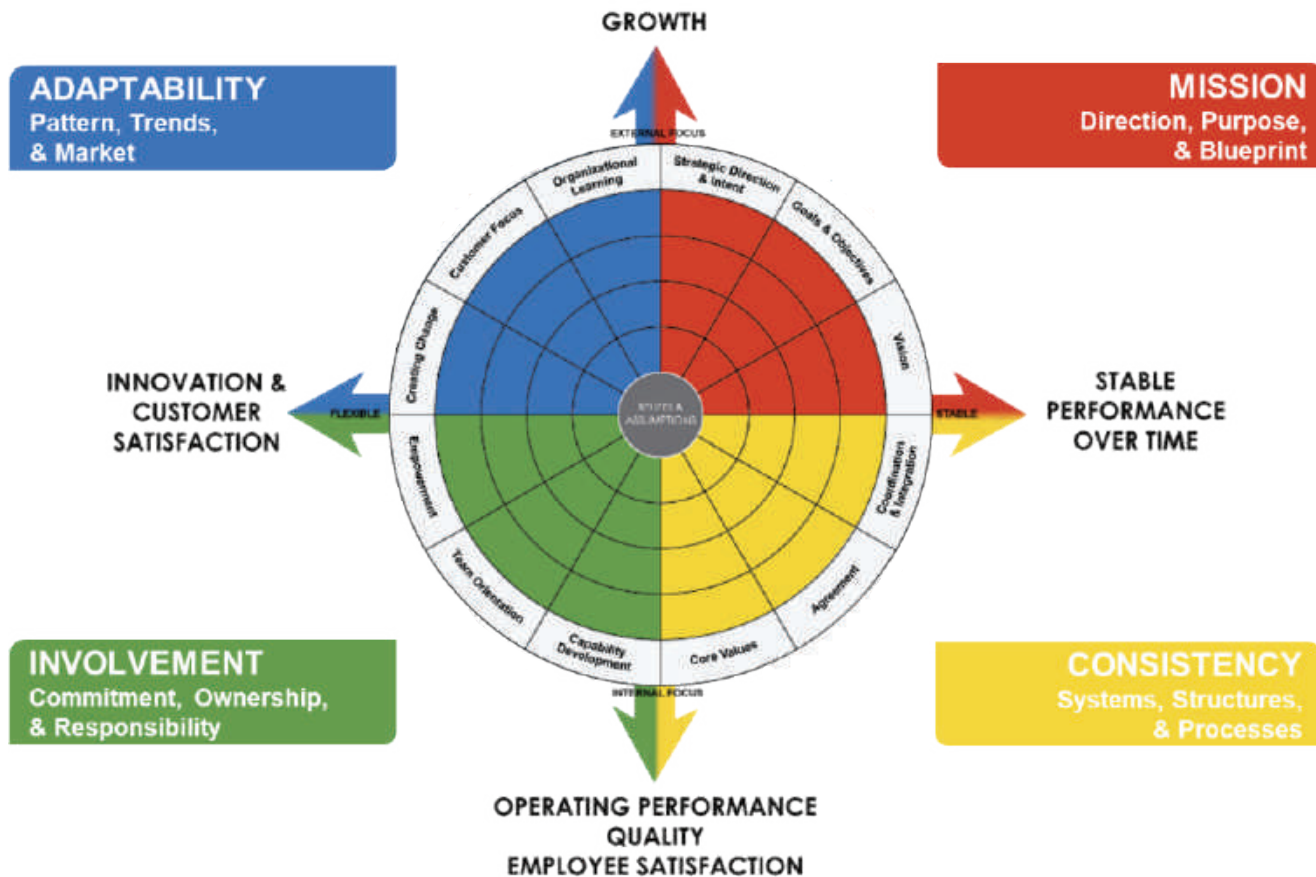 GROWTH
ADAPTABILITY
Pattern, Trends,
& Market
MISSION
Direction, Purpose,
& Blueprint
EXTERNAL FOCUS
Organizational
Learning
Strategic Direction
& Intent
Customer Focus
Goals & Objectives
Creating Change
Vision
INNOVATION &
CUSTOMER
SATISFACTION
FLEXIBLE
BELIEFS &
ASSUMPTIONS
STABLE
STABLE
PERFORMANCE
OVER TIME
Empowerment
Coordination
& Integration
Team Orientation
Agreement
Capability
Development
Core Values
INTERNAL FOCUS
INVOLVEMENT
Commitment, Ownership,
& Responsibility
CONSISTENCY
Systems, Structures,
& Processes
OPERATING PERFORMANCE
QUALITY
EMPLOYEE SATISFACTION